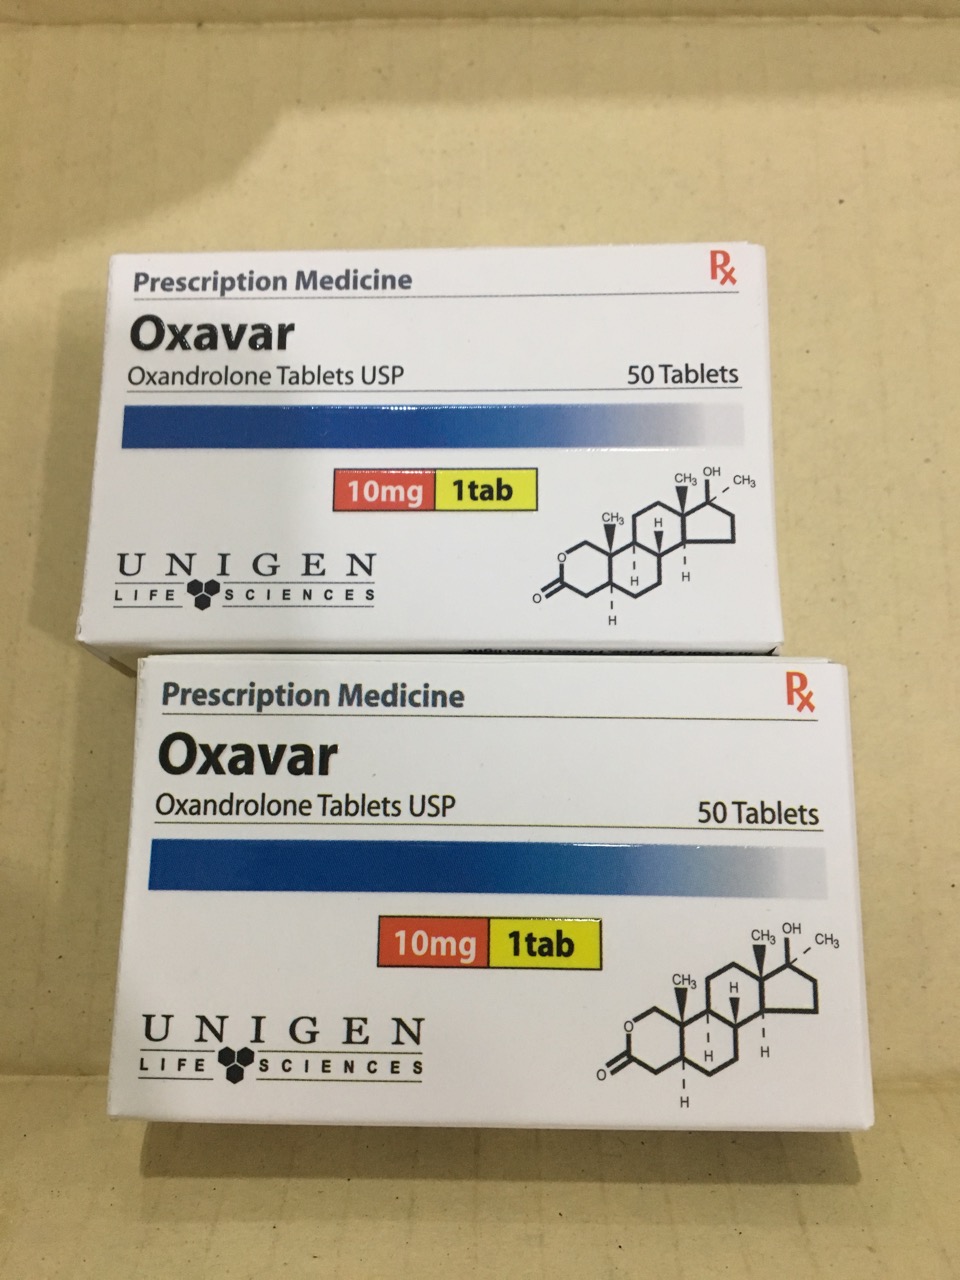 Prescription Medicine Rx
Oxavar
Oxandrolone Tablets USP 50 Tablets
10mg 1tab
CH3 OH CH3
CH3 H
O H H
O H
UNIGEN
LIFE SCIENCES
Prescription Medicine Rx
Oxavar
Oxandrolone Tablets USP 50 Tablets
10mg 1tab
CH3 OH CH3
CH3 H
O H H
O H
UNIGEN
LIFE SCIENCES